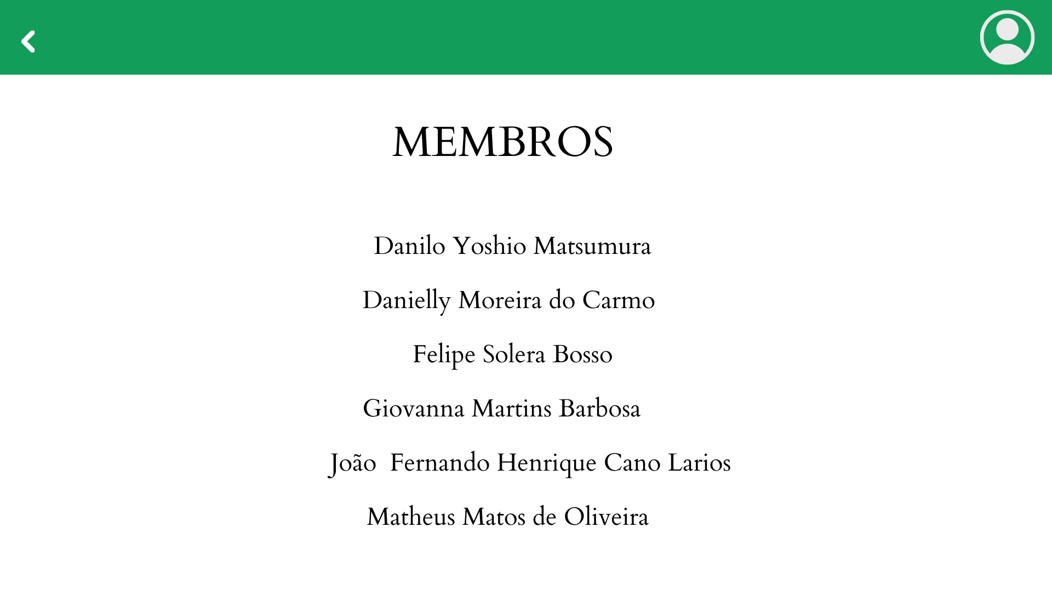 MEMBROS
Danilo Yoshio Matsumura
Danielly Moreira do Carmo
Felipe Solera Bosso
Giovanna Martins Barbosa
João  Fernando Henrique Cano Larios
Matheus Matos de Oliveira